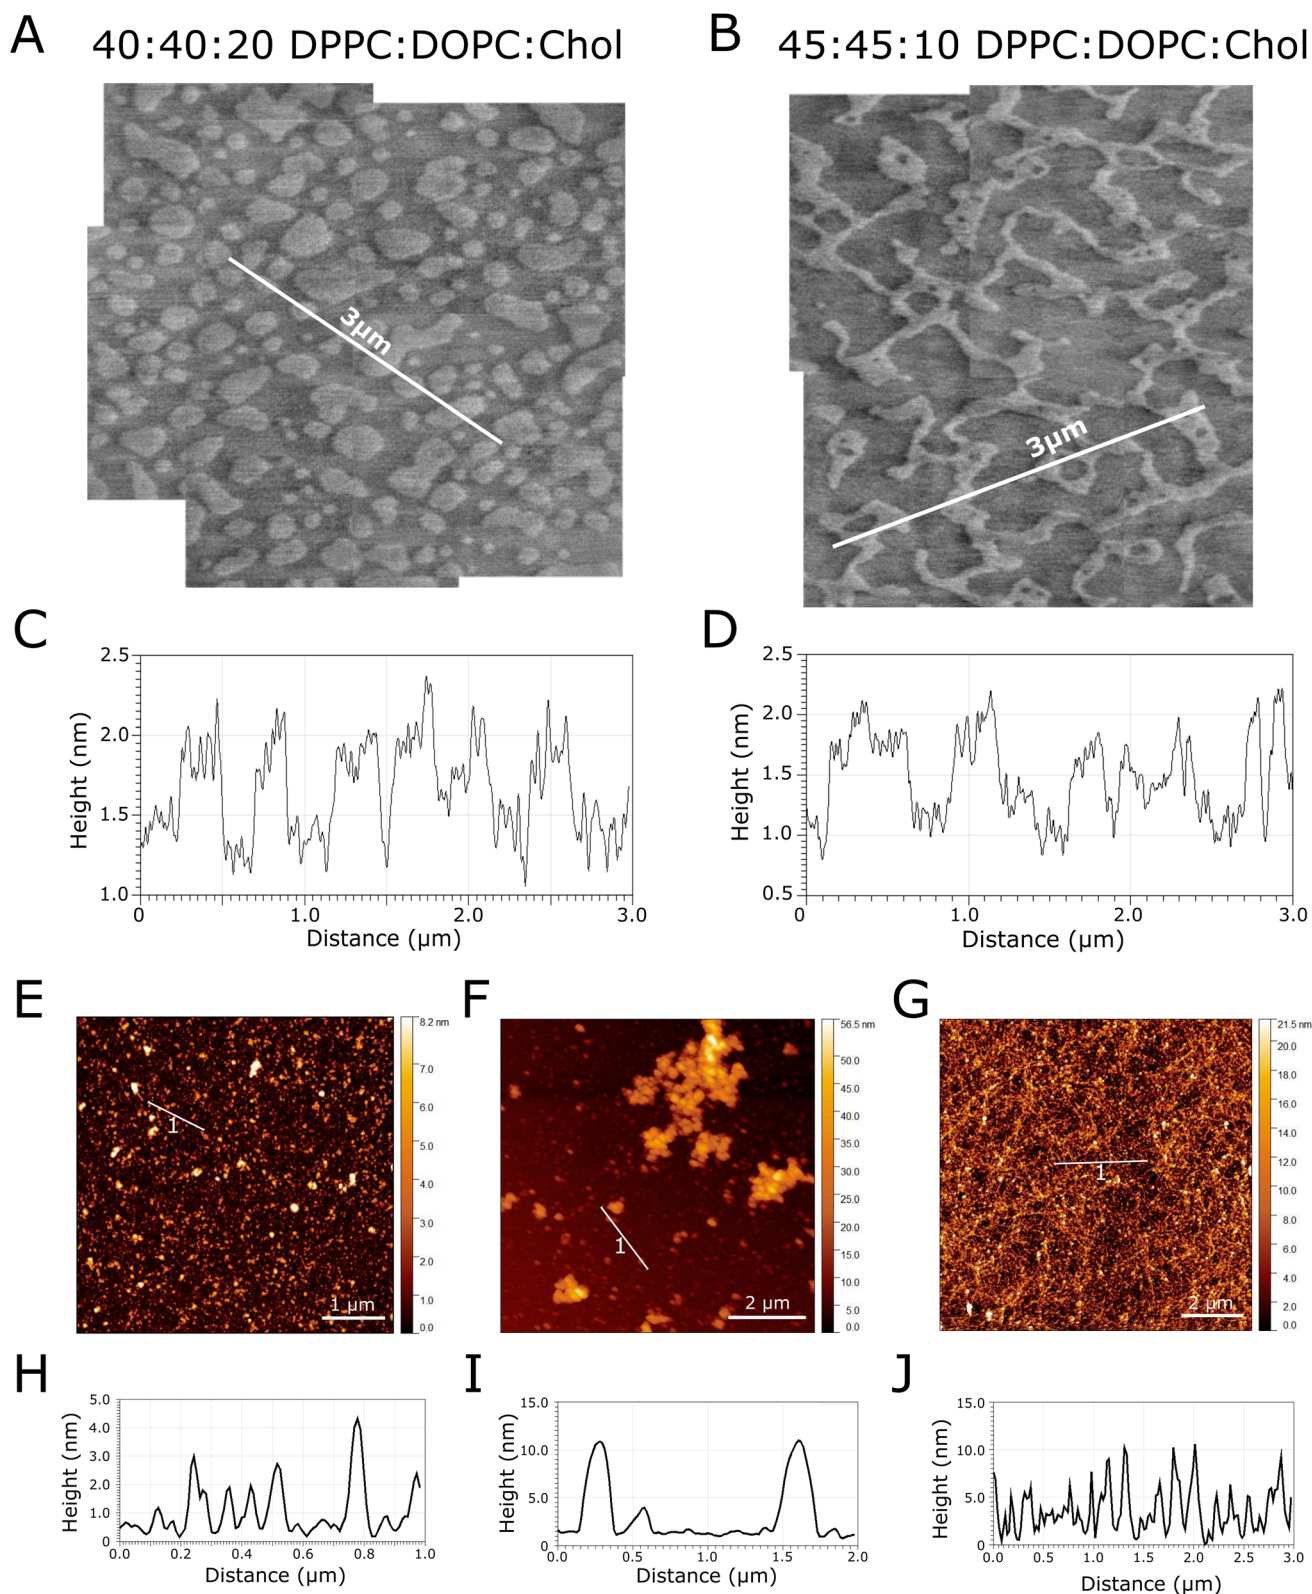 A
40:40:20 DPPC:DOPC:Chol
B
45:45:10 DPPC:DOPC:Chol
3µm
3µm
C
2.5
2.0
1.5
1.0
Height (nm)
0
1.0
2.0
3.0
Distance (µm)
D
2.5
2.0
1.5
1.0
0.5
Height (nm)
0
1.0
2.0
3.0
Distance (µm)
E
1
1 µm
8.2 nm
7.0
6.0
5.0
4.0
3.0
2.0
1.0
0.0
F
1
2 µm
56.5 nm
50.0
45.0
40.0
35.0
30.0
25.0
20.0
15.0
10.0
5.0
0.0
G
1
2 µm
21.5 nm
20.0
18.0
16.0
14.0
12.0
10.0
8.0
6.0
4.0
2.0
0.0
H
5.0
4.0
3.0
2.0
1.0
0
Height (nm)
0.0
0.2
0.4
0.6
0.8
1.0
Distance (µm)
I
15.0
10.0
5.0
0
Height (nm)
0.0
0.5
1.0
1.5
2.0
Distance (µm)
J
15.0
10.0
5.0
0
Height (nm)
0.0
0.5
1.0
1.5
2.0
2.5
3.0
Distance (µm)